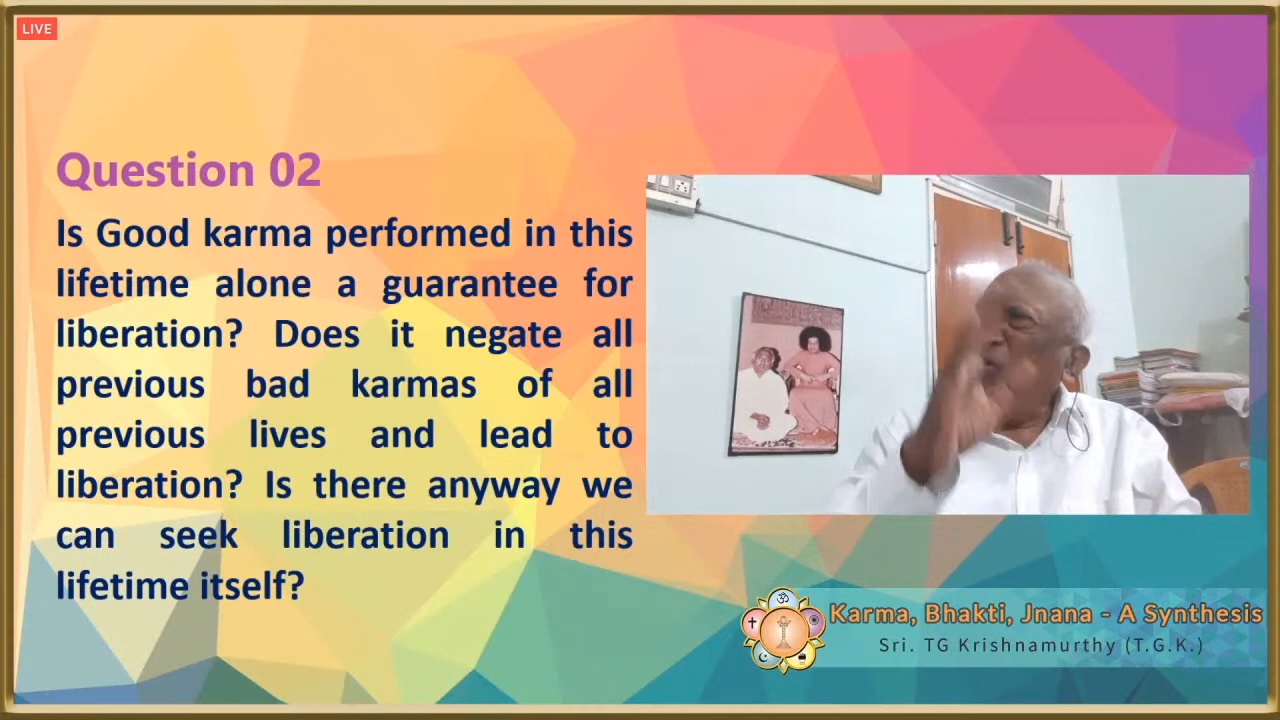 LIVE
Question 02
Is Good karma performed in this
lifetime alone a guarantee for
liberation? Does it negate all
previous bad karmas of all
previous lives and lead to
liberation? Is there anyway we
can seek liberation in this
lifetime itself?
Karma, Bhakti, Jnana - A Synthesis
Sri. TG Krishnamurthy (T.G.K.)